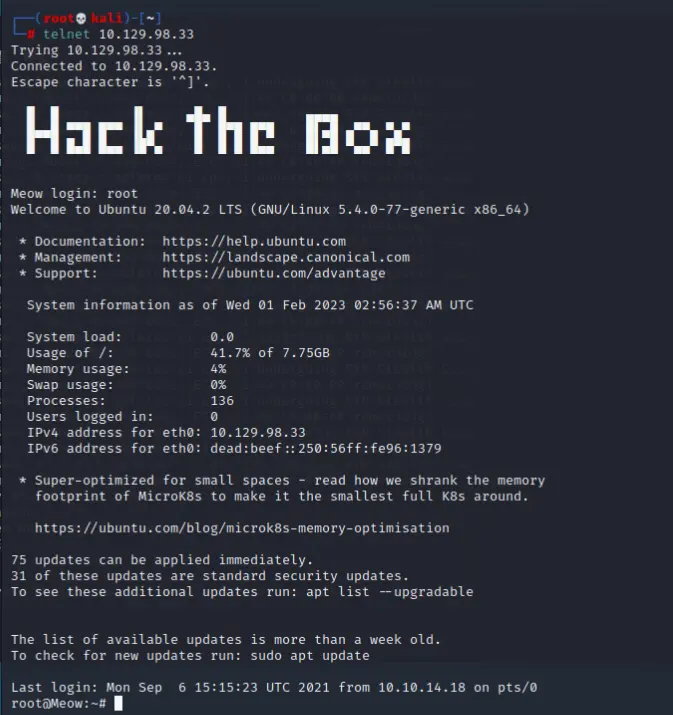 (root💀kali)-[~]
# telnet 10.129.98.33
Trying 10.129.98.33...
Connected to 10.129.98.33.
Escape character is '^]'.
Hack the Box
Meow login: root
Welcome to Ubuntu 20.04.2 LTS (GNU/Linux 5.4.0-77-generic x86_64)
* Documentation:  https://help.ubuntu.com
* Management:     https://landscape.canonical.com
* Support:        https://ubuntu.com/advantage
System information as of Wed 01 Feb 2023 02:56:37 AM UTC
System load:           0.0
Usage of /:            41.7% of 7.75GB
Memory usage:          4%
Swap usage:            0%
Processes:             136
Users logged in:       0
IPv4 address for eth0: 10.129.98.33
IPv6 address for eth0: dead:beef::250:56ff:fe96:1379
* Super-optimized for small spaces - read how we shrank the memory
footprint of MicroK8s to make it the smallest full K8s around.
https://ubuntu.com/blog/microk8s-memory-optimisation
75 updates can be applied immediately.
31 of these updates are standard security updates.
To see these additional updates run: apt list --upgradable
The list of available updates is more than a week old.
To check for new updates run: sudo apt update
Last login: Mon Sep  6 15:15:23 UTC 2021 from 10.10.14.18 on pts/0
root@Meow:~#